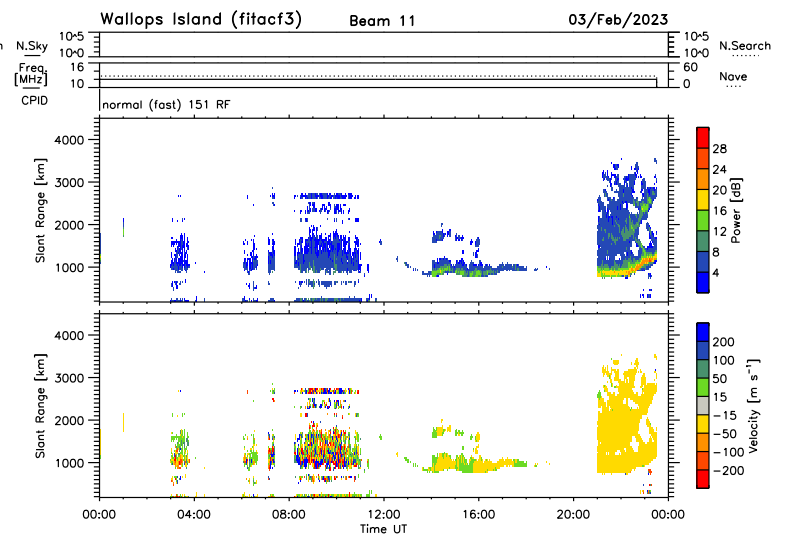 Wallops Island (fitacf3) Beam 11 03/Feb/2023
10^5 10^5
n N.Sky N.Search
10^0 10^0
Freq. 16 60
[MHz] Nave
10 0
CPID normal (fast) 151 RF
4000
3000
2000
1000
Slant Range [km]
28
24
20
16
12
8
4
Power [dB]
4000
3000
2000
1000
Slant Range [km]
200
100
50
15
-15
-50
-100
-200
Velocity [m s⁻¹]
00:00 04:00 08:00 12:00 16:00 20:00 00:00
Time UT